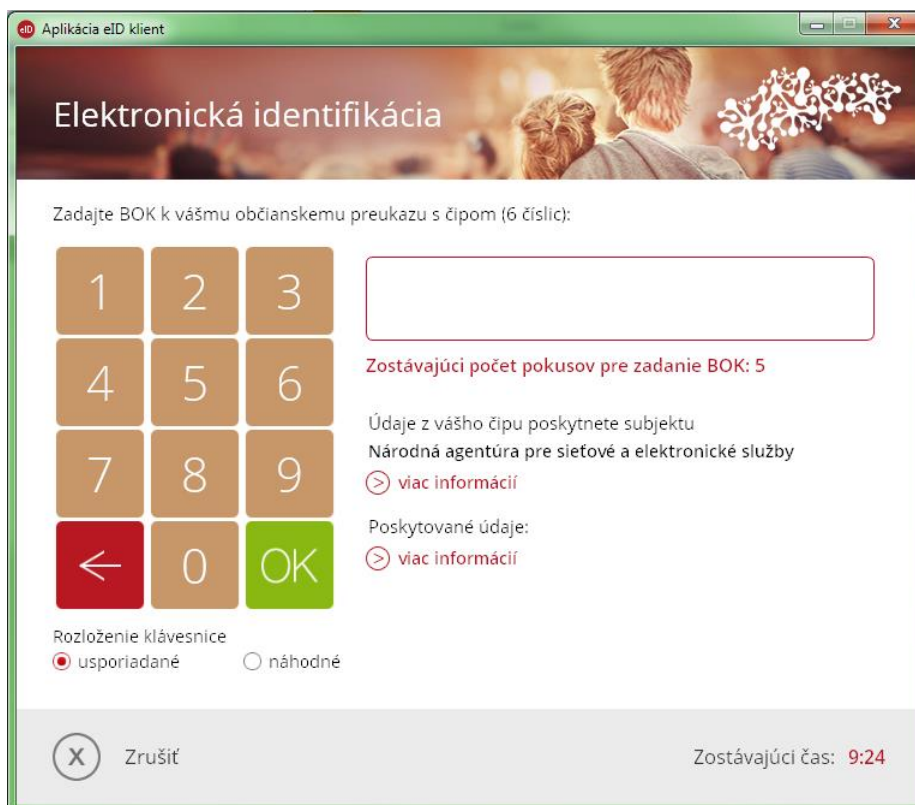 eID Aplikácia eID klient
Elektronická identifikácia
Zadajte BOK k vášmu občianskemu preukazu s čipom (6 číslic):
1 2 3
4 5 6
7 8 9
0 OK
Zostávajúci počet pokusov pre zadanie BOK: 5
Údaje z vášho čipu poskytnete subjektu
Národná agentúra pre sieťové a elektronické služby
viac informácií
Poskytované údaje:
viac informácií
Rozloženie klávesnice
usporiadané náhodné
X Zrušiť
Zostávajúci čas: 9:24